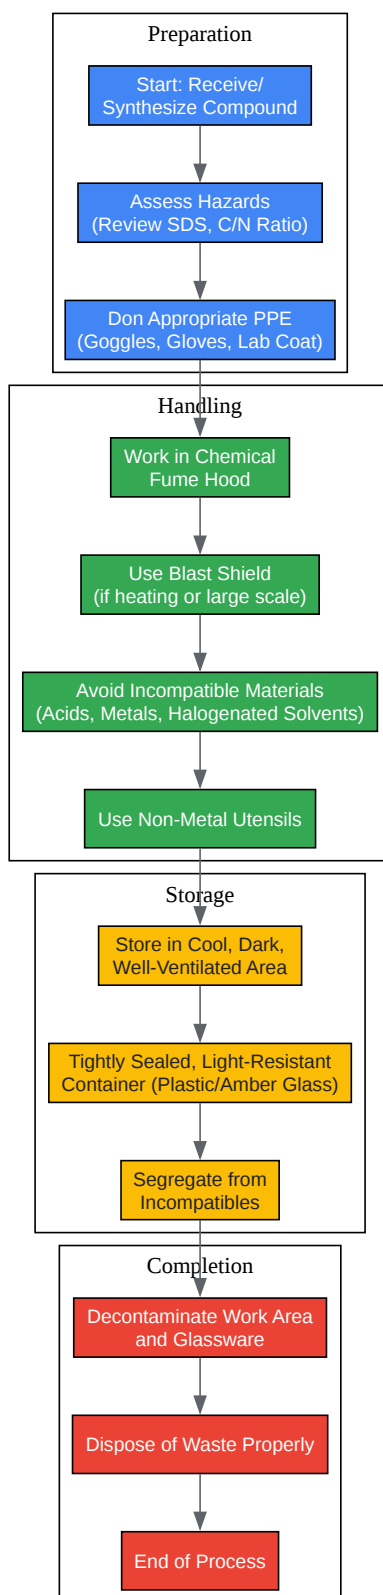 Preparation
Start: Receive/
Synthesize Compound
Assess Hazards
(Review SDS, C/N Ratio)
Don Appropriate PPE
(Goggles, Gloves, Lab Coat)
Handling
Work in Chemical
Fume Hood
Use Blast Shield
(if heating or large scale)
Avoid Incompatible Materials
(Acids, Metals, Halogenated Solvents)
Use Non-Metal Utensils
Storage
Store in Cool, Dark,
Well-Ventilated Area
Tightly Sealed, Light-Resistant
Container (Plastic/Amber Glass)
Segregate from
Incompatibles
Completion
Decontaminate Work Area
and Glassware
Dispose of Waste Properly
End of Process